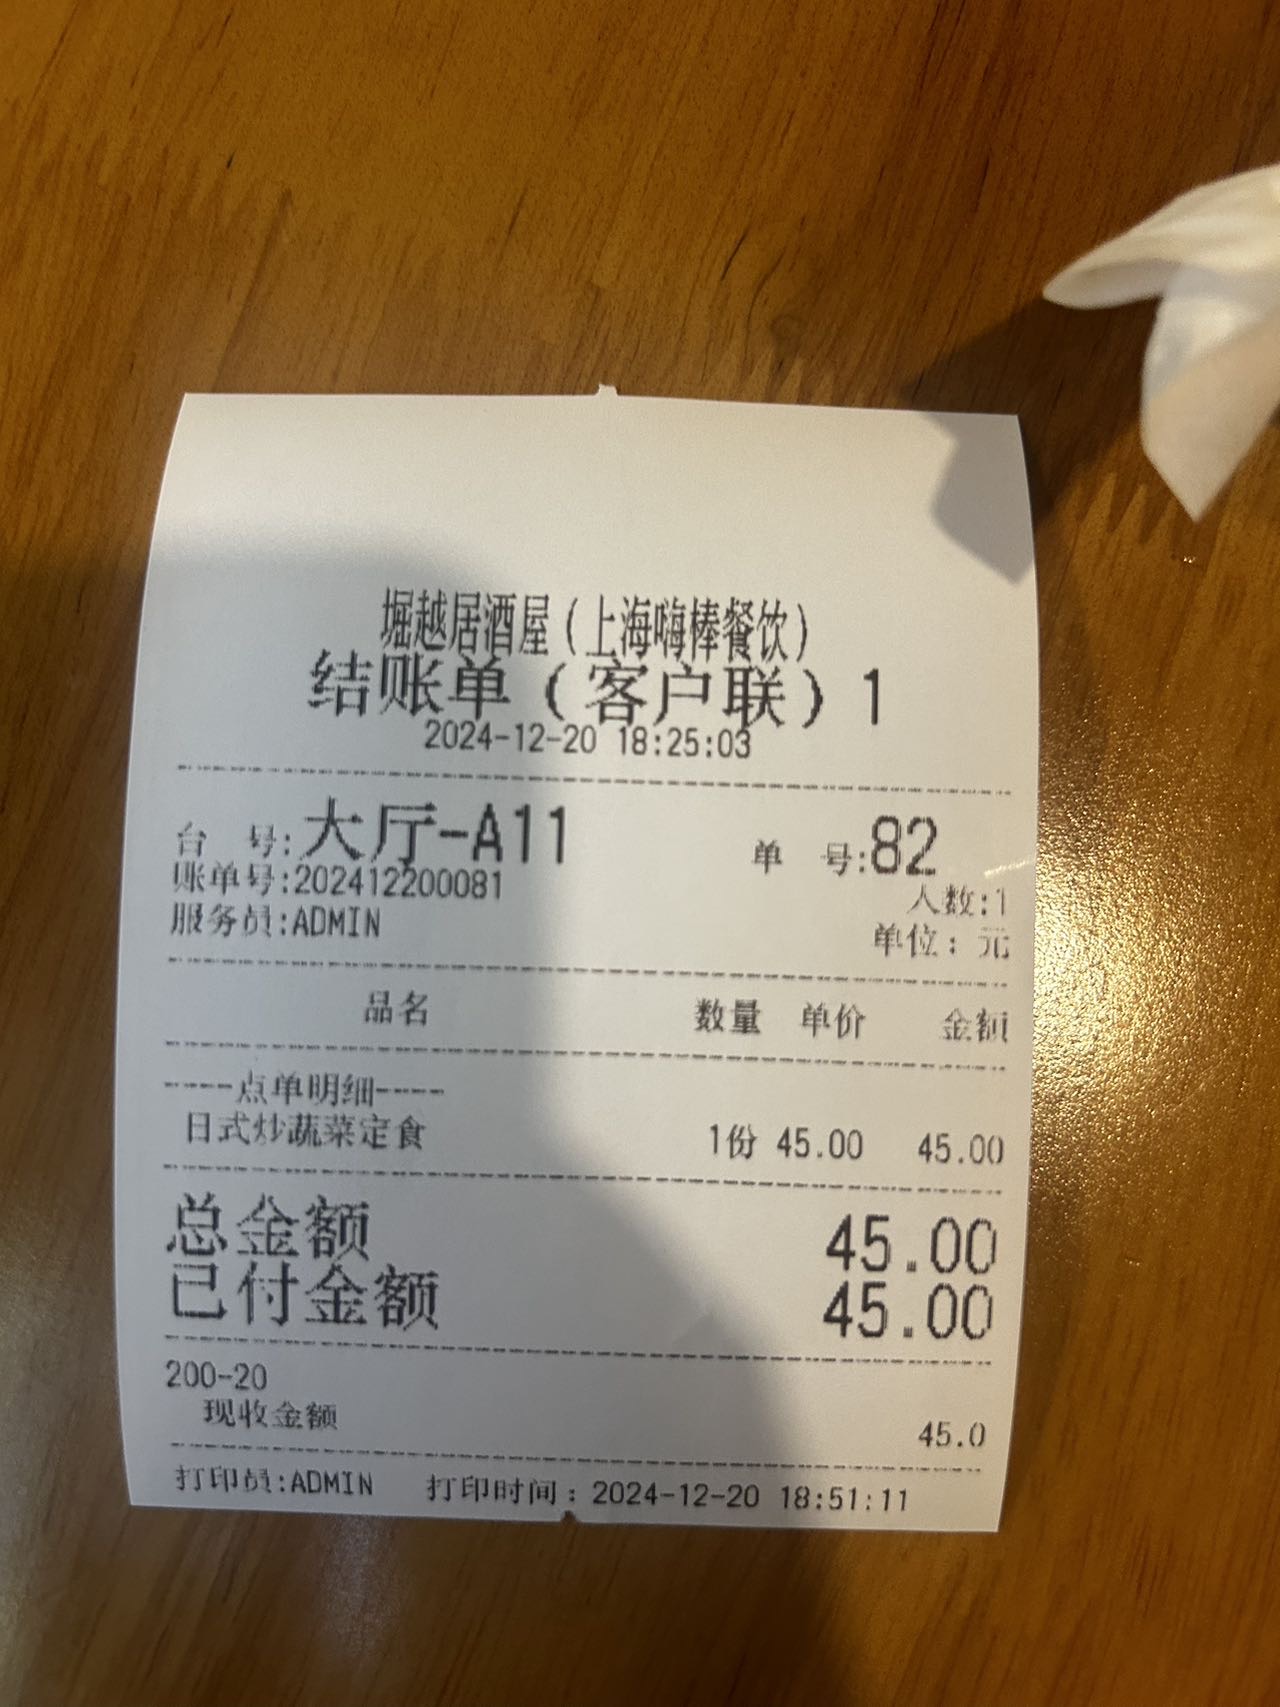 堀越居酒屋(上海嗨棒餐饮)
结账单(客户联)1
2024-12-20 18:25:03
台 号:大厅-A11 单 号:82
账单号:202412200081 人数:1
服务员:ADMIN 单位:元
品名 数量 单价 金额
----点单明细----
日式炒蔬菜定食 1份 45.00 45.00
总金额 45.00
已付金额 45.00
200-20
现收金额 45.0
打印员:ADMIN 打印时间:2024-12-20 18:51:11